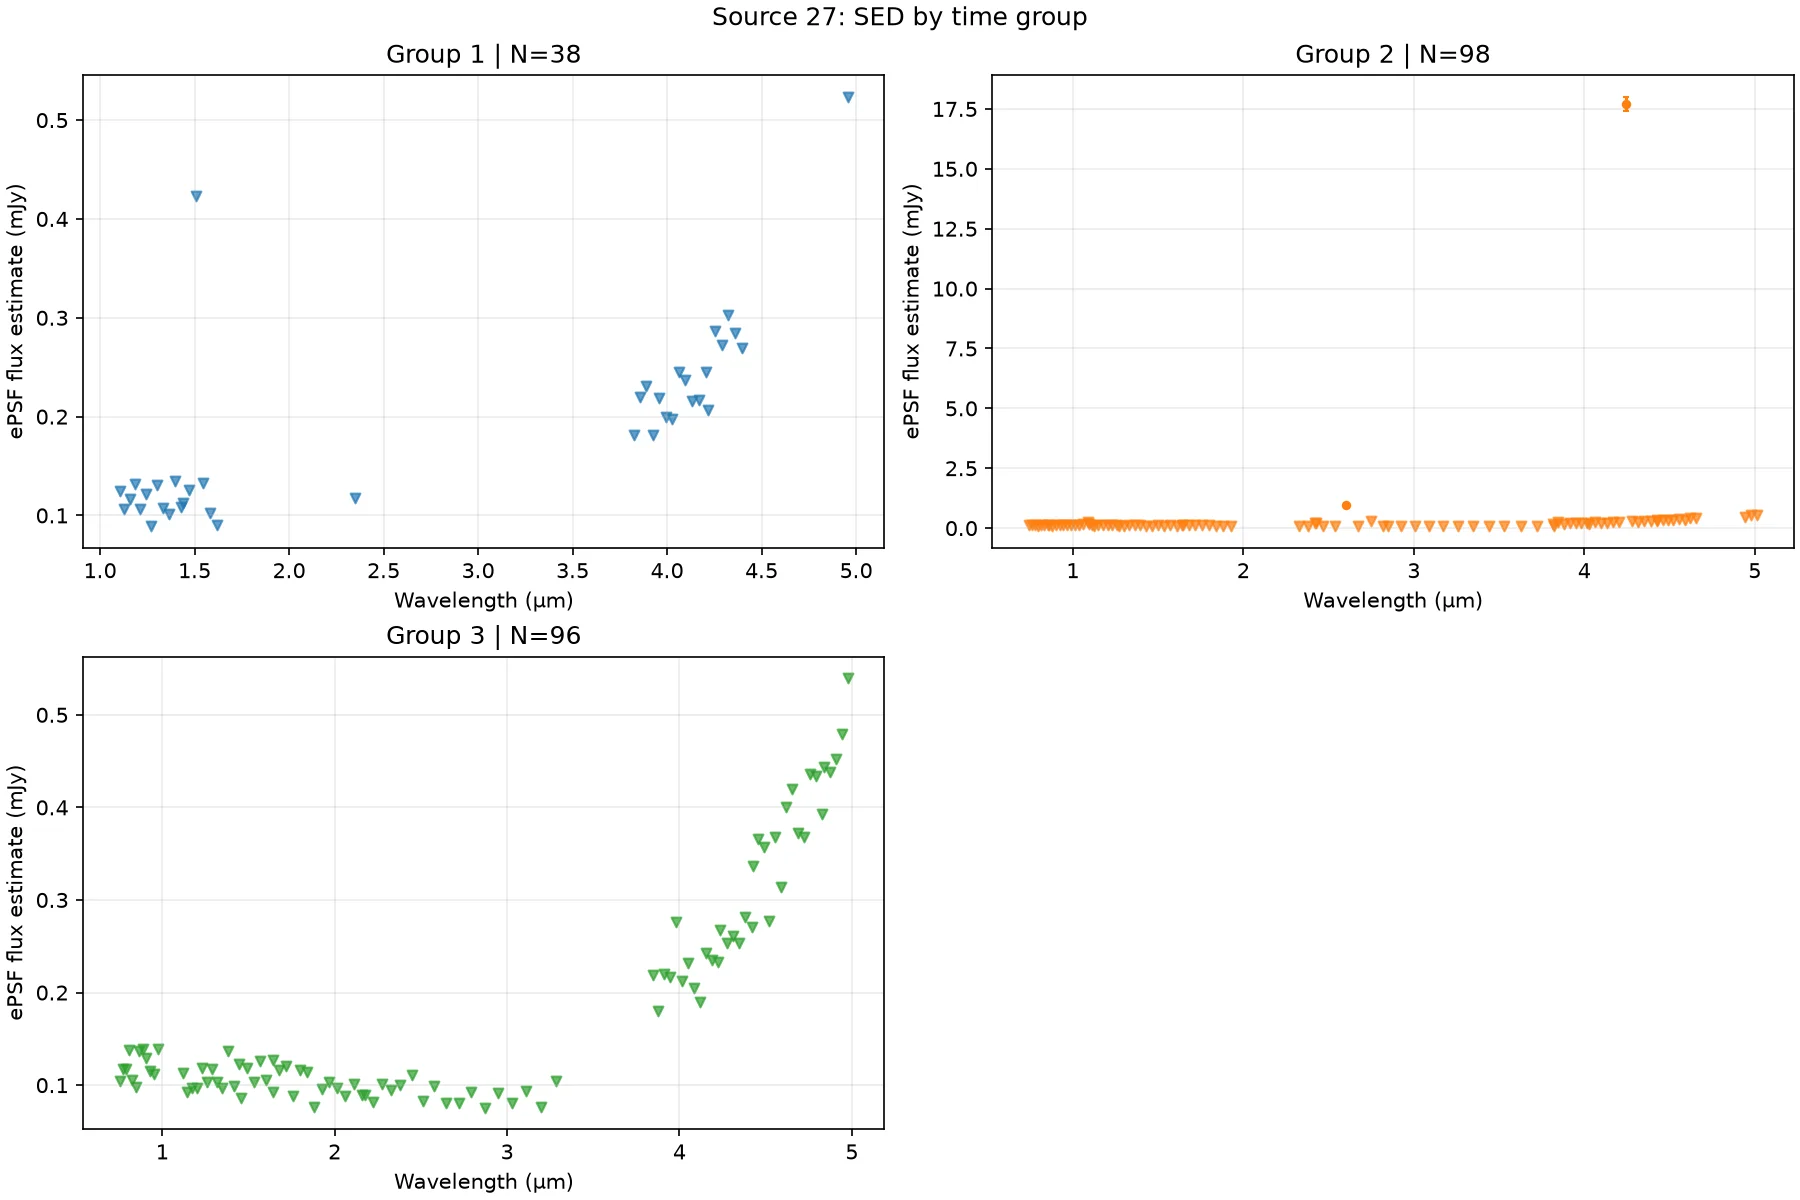 Source 27: SED by time group
Group 1 | N=38
ePSF flux estimate (mJy)
0.5
0.4
0.3
0.2
0.1
1.0 1.5 2.0 2.5 3.0 3.5 4.0 4.5 5.0
Wavelength (μm)
Group 2 | N=98
ePSF flux estimate (mJy)
17.5
15.0
12.5
10.0
7.5
5.0
2.5
0.0
1 2 3 4 5
Wavelength (μm)
Group 3 | N=96
ePSF flux estimate (mJy)
0.5
0.4
0.3
0.2
0.1
1 2 3 4 5
Wavelength (μm)